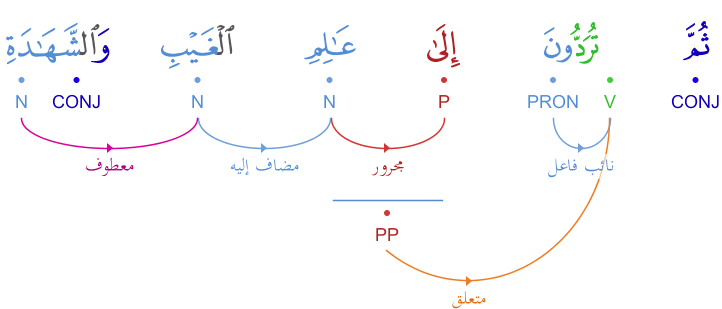 ثُمَّ تُرَدُّونَ إِلَىٰ عَـٰلِمِ ٱلْغَيْبِ وَٱلشَّهَـٰدَةِ
CONJ V PRON P N N CONJ N
نائب فاعل مجرور مضاف إليه معطوف
PP
متعلق